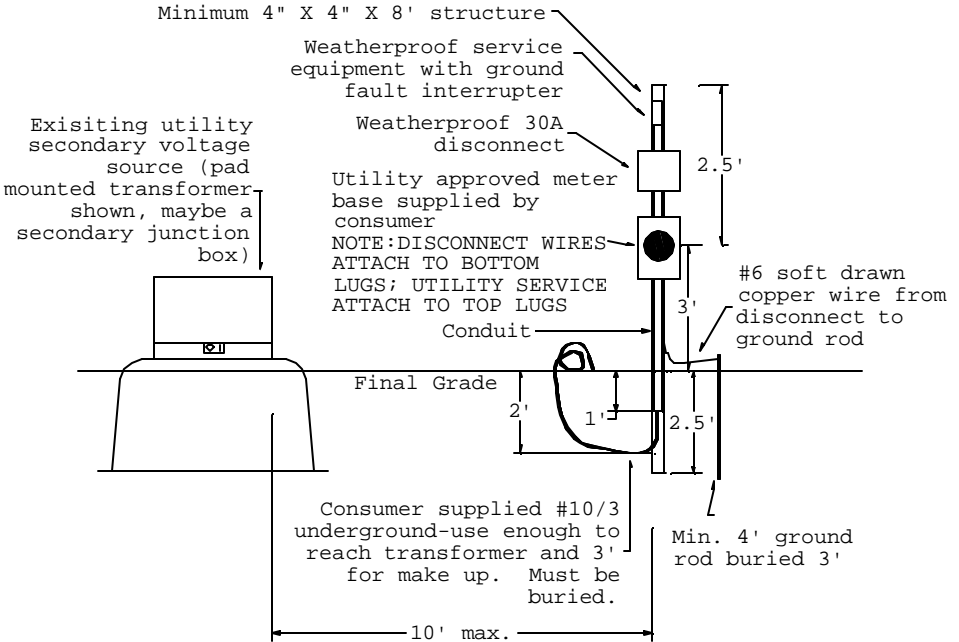 Minimum 4" X 4" X 8' structure
Weatherproof service
equipment with ground
fault interrupter
Exisiting utility
secondary voltage
source (pad
mounted transformer
shown, maybe a
secondary junction
box)
Weatherproof 30A
disconnect
2.5'
Utility approved meter
base supplied by
consumer
NOTE:DISCONNECT WIRES
ATTACH TO BOTTOM
LUGS; UTILITY SERVICE
ATTACH TO TOP LUGS
#6 soft drawn
copper wire from
disconnect to
ground rod
3'
Conduit
Final Grade
2'
1'
2.5'
Consumer supplied #10/3
underground-use enough to
reach transformer and 3'
for make up. Must be
buried.
Min. 4' ground
rod buried 3'
10' max.